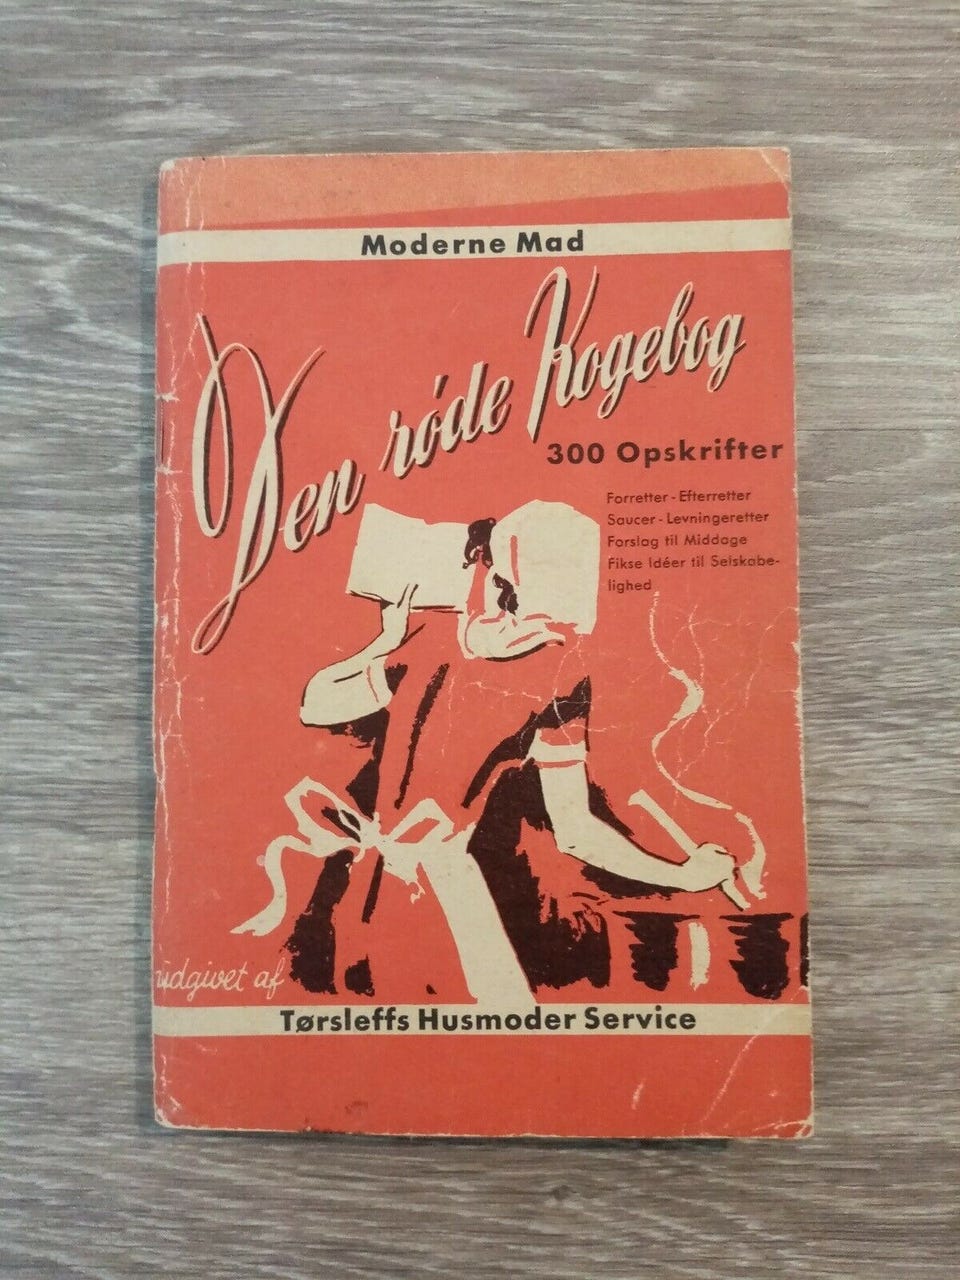 Moderne Mad
Den røde Kogebog
300 Opskrifter
Forretter - Efterretter
Saucer - Levningeretter
Forslag til Middage
Fikse Idéer til Selskabe-
lighed
udgivet af
Tørsleffs Husmoder Service